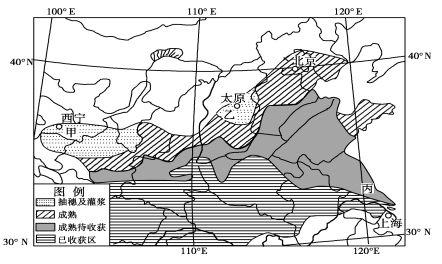 100°E
110°E
120°E
40°N
40°N
北京
太原
乙
西宁
甲
图 例
抽穗及灌浆
成熟
成熟待收获
已收获区
丙
上海
30°N
30°N
110°E
120°E